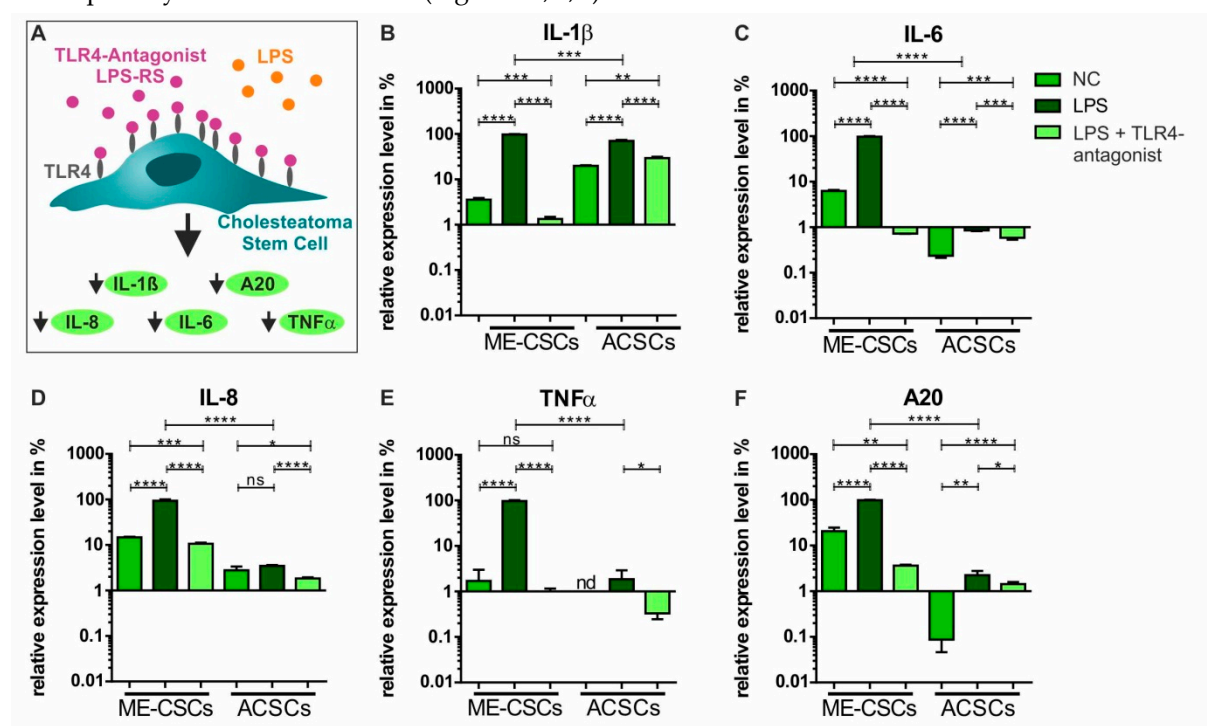 A
TLR4-Antagonist
LPS-RS
LPS
TLR4
Cholesteatoma
Stem Cell
IL-1ß
A20
IL-8
IL-6
TNFα
B
IL-1β
relative expression level in %
1000
100
10
1
0.1
0.01
***
***
**
****
****
****
****
ME-CSCs
ACSCs
C
IL-6
relative expression level in %
1000
100
10
1
0.1
0.01
****
****
***
****
***
****
****
ME-CSCs
ACSCs
NC
LPS
LPS + TLR4-
antagonist
D
IL-8
relative expression level in %
1000
100
10
1
0.1
0.01
****
***
*
****
****
****
ns
ME-CSCs
ACSCs
E
TNFα
relative expression level in %
1000
100
10
1
0.1
0.01
****
ns
****
*
****
nd
ME-CSCs
ACSCs
F
A20
relative expression level in %
1000
100
10
1
0.1
0.01
****
**
****
****
*
****
**
ME-CSCs
ACSCs